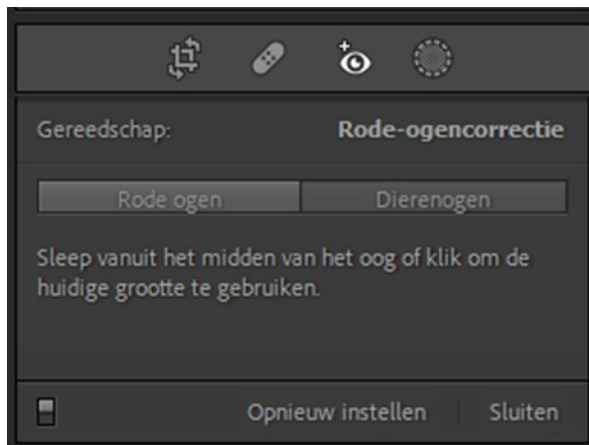 Gereedschap: Rode-ogencorrectie
Rode ogen Dierenogen
Sleep vanuit het midden van het oog of klik om de
huidige grootte te gebruiken.
Opnieuw instellen Sluiten